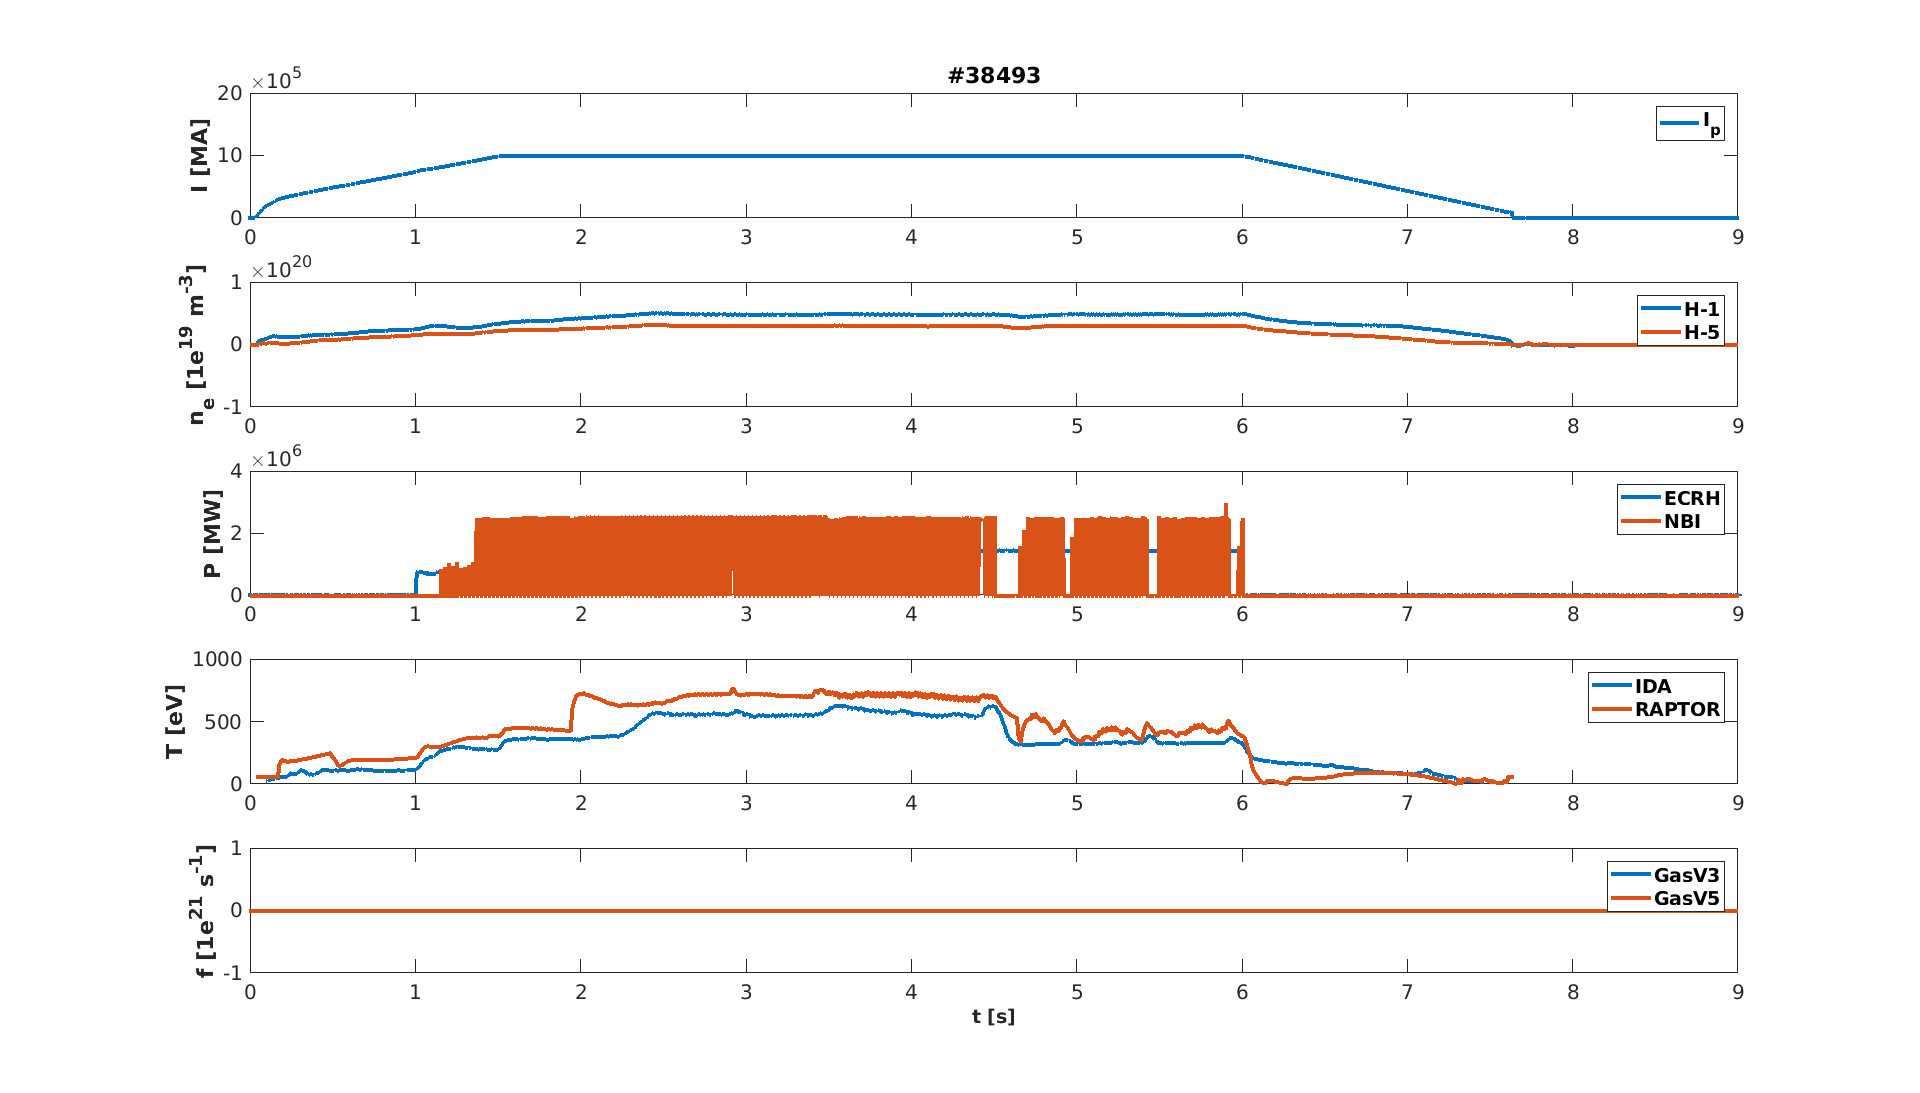 #38493
×10^5
20
10
0
I [MA]
I_p
0 1 2 3 4 5 6 7 8 9
×10^20
1
0
-1
n_e [1e^19 m^-3]
H-1
H-5
0 1 2 3 4 5 6 7 8 9
×10^6
4
2
0
P [MW]
ECRH
NBI
0 1 2 3 4 5 6 7 8 9
1000
500
0
T [eV]
IDA
RAPTOR
0 1 2 3 4 5 6 7 8 9
1
0
-1
f [1e^21 s^-1]
GasV3
GasV5
0 1 2 3 4 5 6 7 8 9
t [s]